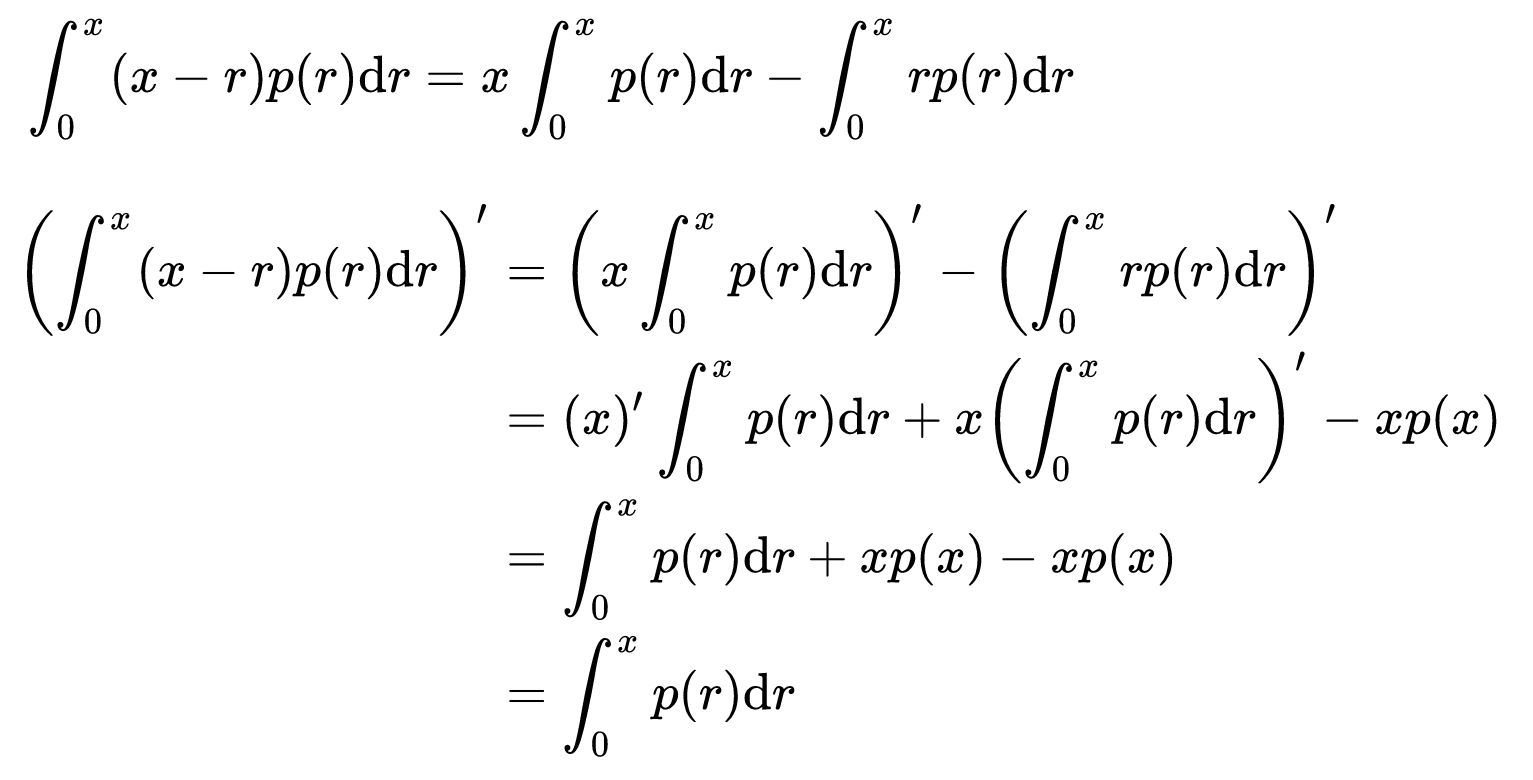 ∫₀ˣ (x − r)p(r)dr = x ∫₀ˣ p(r)dr − ∫₀ˣ rp(r)dr
(∫₀ˣ (x − r)p(r)dr)′ = (x ∫₀ˣ p(r)dr)′ − (∫₀ˣ rp(r)dr)′
= (x)′ ∫₀ˣ p(r)dr + x(∫₀ˣ p(r)dr)′ − xp(x)
= ∫₀ˣ p(r)dr + xp(x) − xp(x)
= ∫₀ˣ p(r)dr